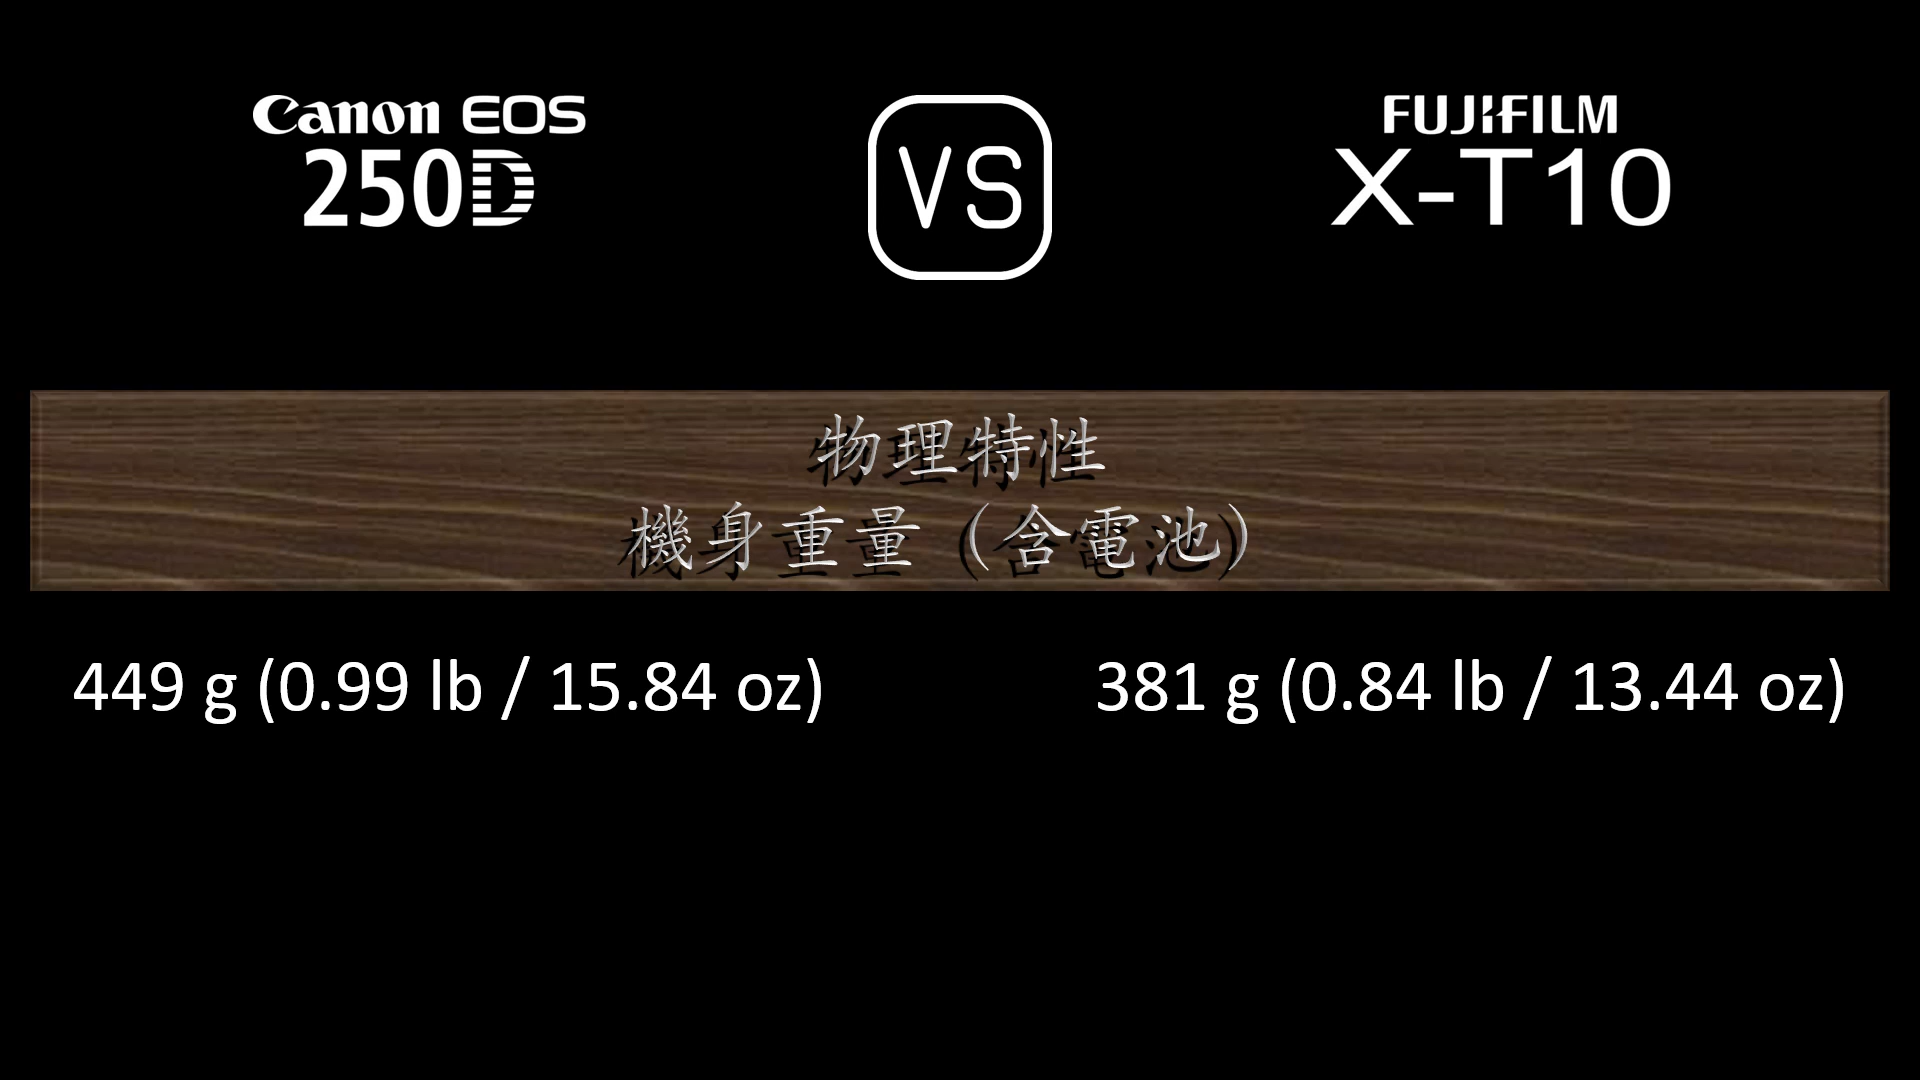 Canon EOS
250D
VS
FUJIFILM
X-T10
物理特性
機身重量（含電池）
449 g (0.99 lb / 15.84 oz)
381 g (0.84 lb / 13.44 oz)